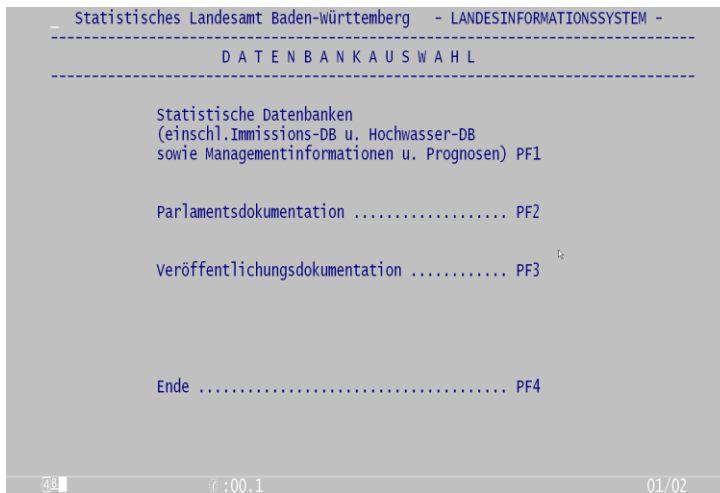 Statistisches Landesamt Baden-Württemberg - LANDESINFORMATIONSSYSTEM -
D A T E N B A N K A U S W A H L
Statistische Datenbanken
(einschl.Immissions-DB u. Hochwasser-DB
sowie Managementinformationen u. Prognosen) PF1
Parlamentsdokumentation ................... PF2
Veröffentlichungsdokumentation ............ PF3
Ende ...................................... PF4
:00.1 01/02